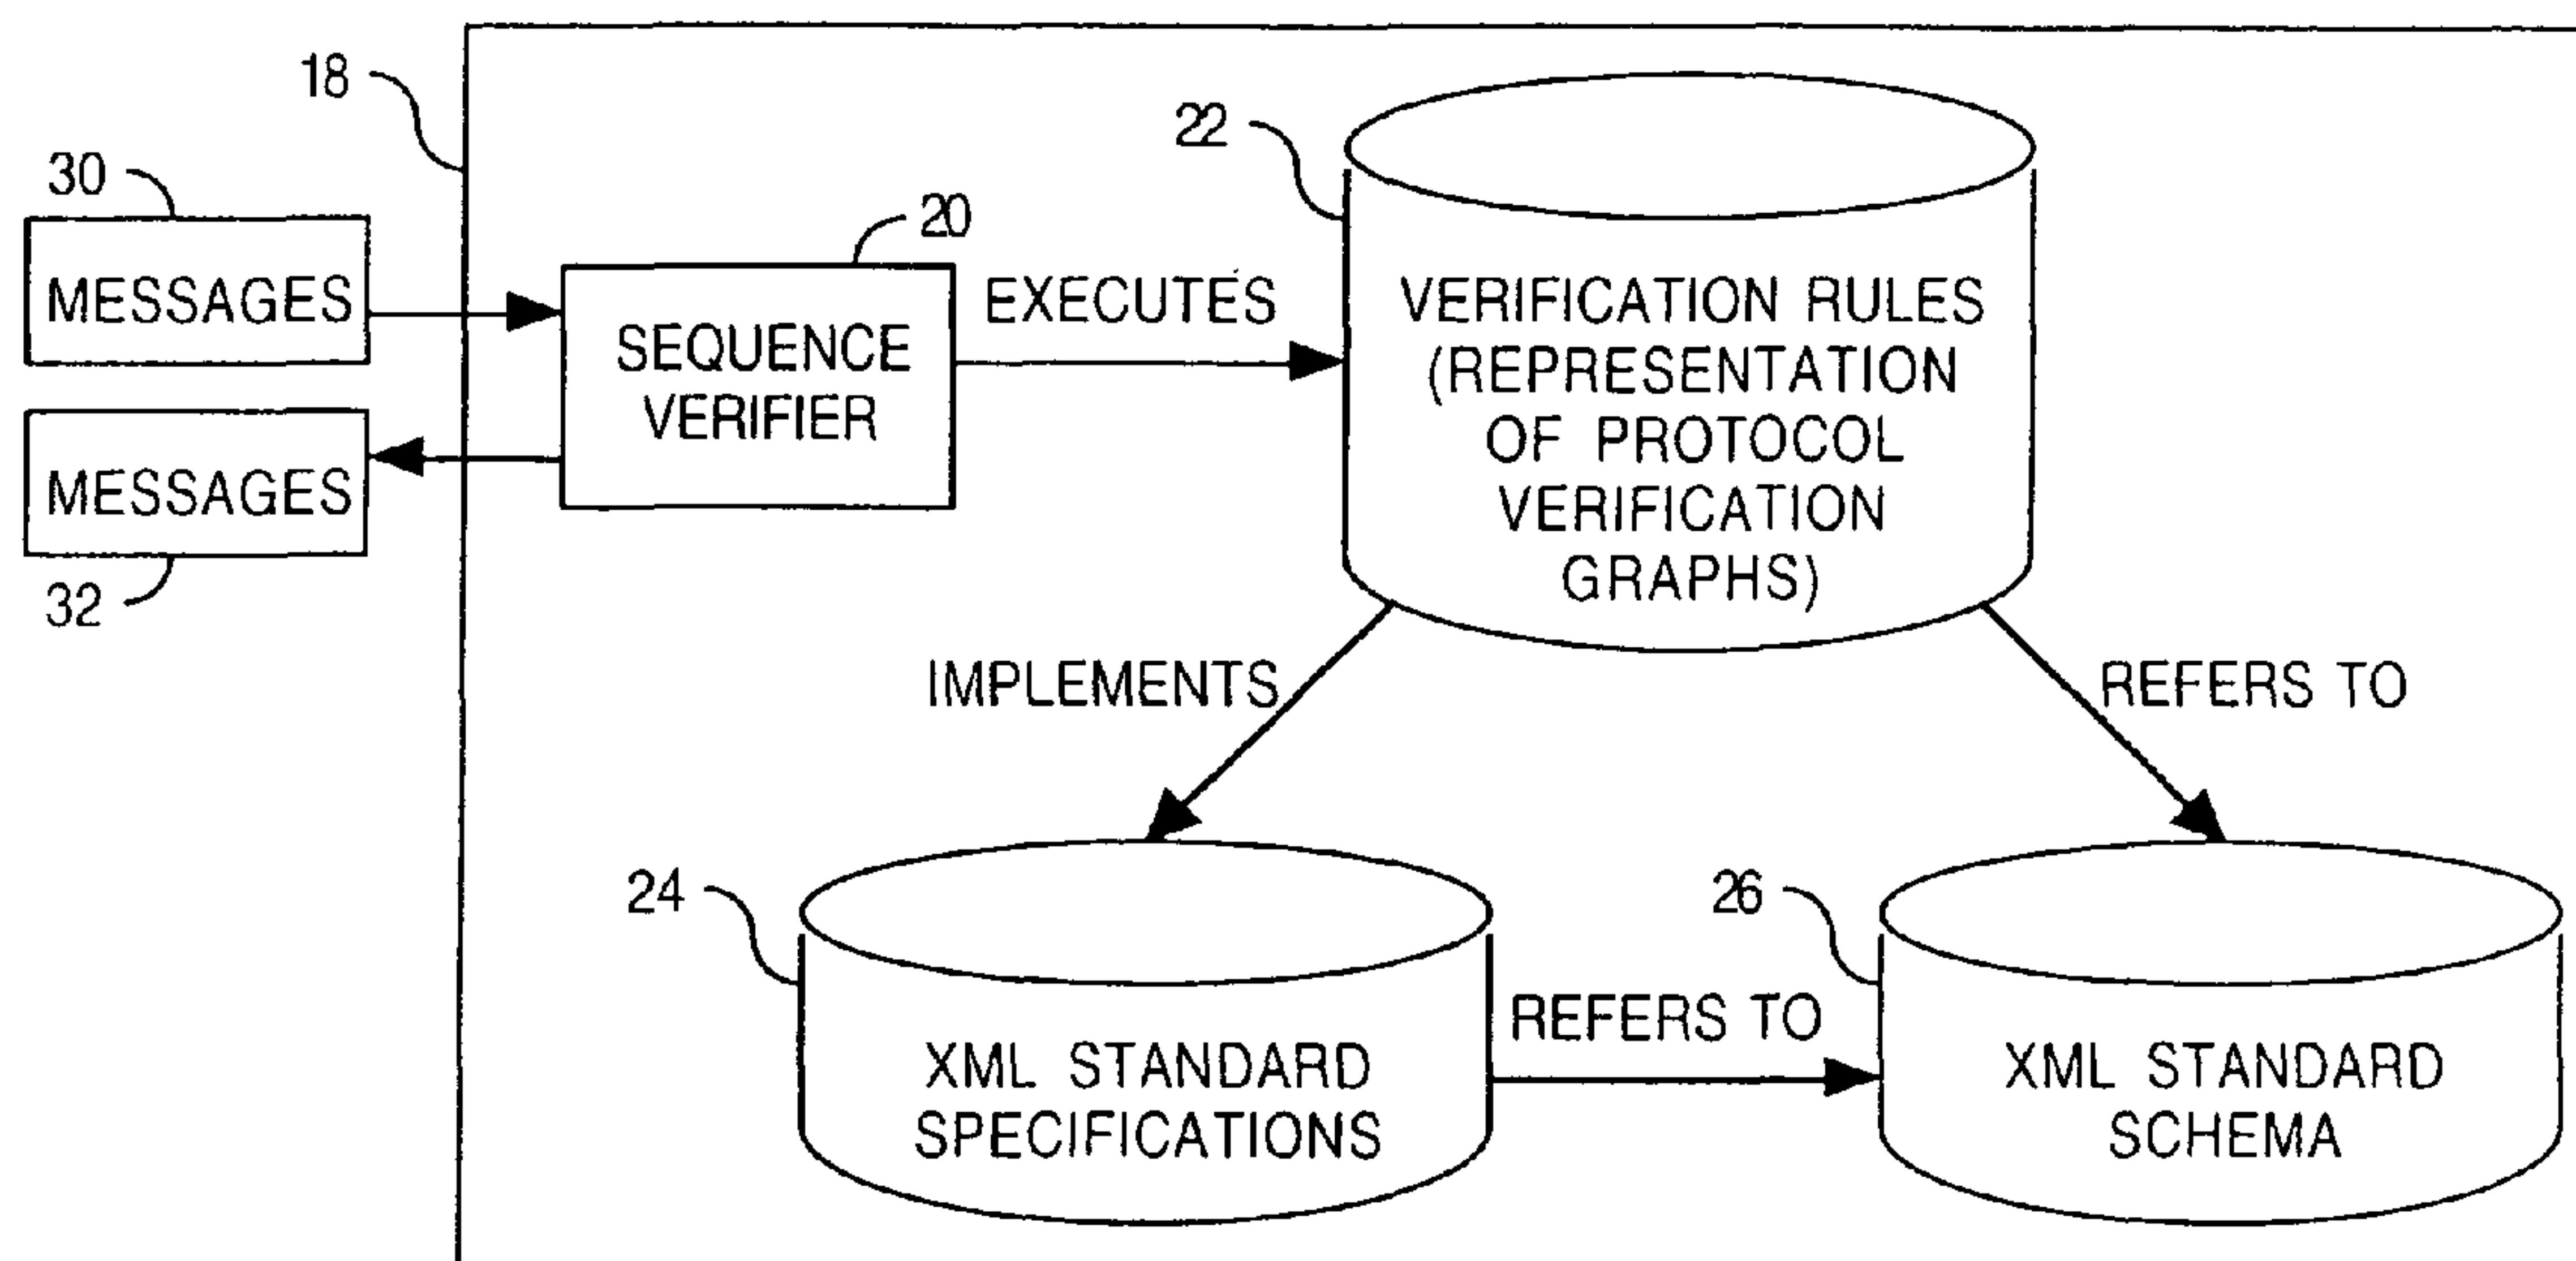 18
30
MESSAGES
MESSAGES
32
20
SEQUENCE
VERIFIER
EXECUTES
22
VERIFICATION RULES
(REPRESENTATION
OF PROTOCOL
VERIFICATION
GRAPHS)
IMPLEMENTS
REFERS TO
24
XML STANDARD
SPECIFICATIONS
REFERS TO
26
XML STANDARD
SCHEMA